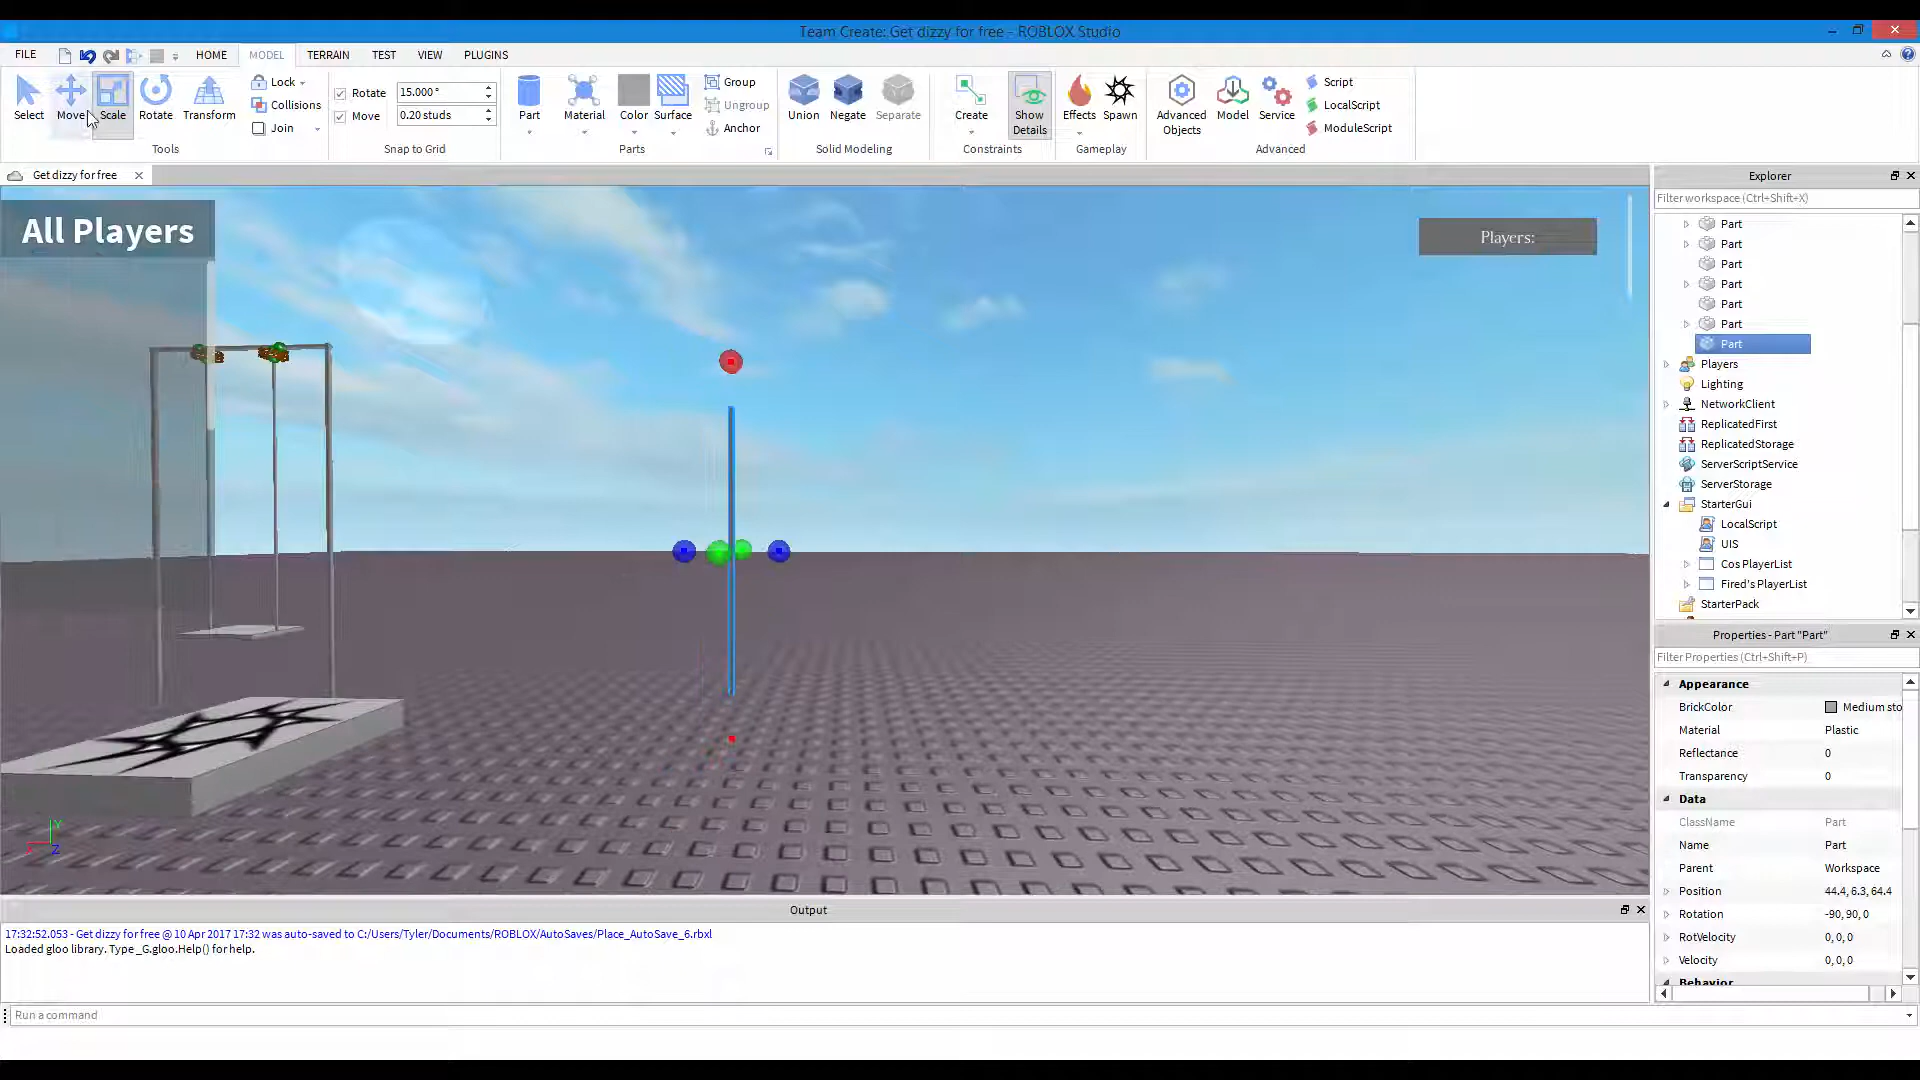 Team Create: Get dizzy for free - ROBLOX Studio
FILE HOME MODEL TERRAIN TEST VIEW PLUGINS
Select Move Scale Rotate Transform
Lock
Collisions
Join
Tools
Rotate 15.000 °
Move 0.20 studs
Snap to Grid
Part Material Color Surface
Group
Ungroup
Anchor
Parts
Union Negate Separate
Solid Modeling
Create Show Details
Constraints
Effects Spawn
Gameplay
Advanced Objects Model Service
Script
LocalScript
ModuleScript
Advanced
Get dizzy for free
All Players
Players:
Y
Z
Explorer
Filter workspace (Ctrl+Shift+X)
Part
Part
Part
Part
Part
Part
Part
Players
Lighting
NetworkClient
ReplicatedFirst
ReplicatedStorage
ServerScriptService
ServerStorage
StarterGui
LocalScript
UIS
Cos PlayerList
Fired's PlayerList
StarterPack
Properties - Part "Part"
Filter Properties (Ctrl+Shift+P)
Appearance
BrickColor Medium sto
Material Plastic
Reflectance 0
Transparency 0
Data
ClassName Part
Name Part
Parent Workspace
Position 44.4, 6.3, 64.4
Rotation -90, 90, 0
RotVelocity 0, 0, 0
Velocity 0, 0, 0
Behavior
Output
17:32:52.053 - Get dizzy for free @ 10 Apr 2017 17:32 was auto-saved to C:/Users/Tyler/Documents/ROBLOX/AutoSaves/Place_AutoSave_6.rbxl
Loaded gloo library. Type _G.gloo.Help() for help.
Run a command